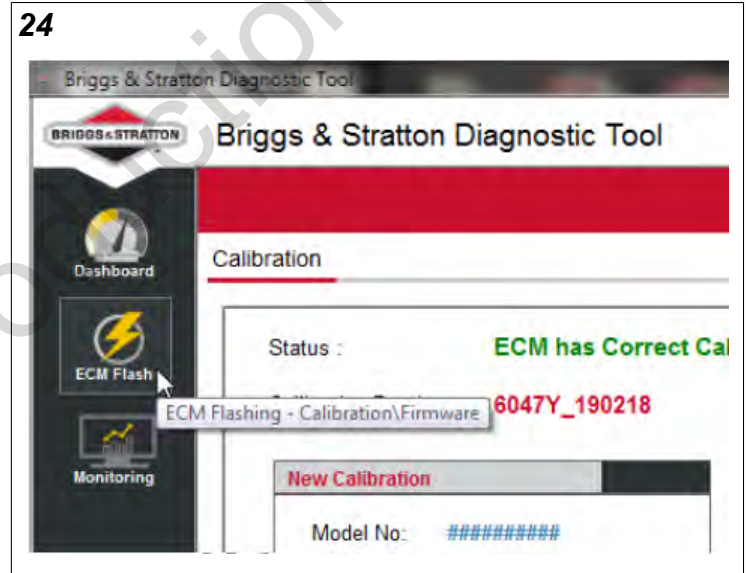 24
Briggs & Stratton Diagnostic Tool
BRIGGS & STRATTON
Briggs & Stratton Diagnostic Tool
Dashboard
Calibration
ECM Flash
Status : ECM has Correct Cal
ECM Flashing - Calibration\Firmware
6047Y_190218
Monitoring
New Calibration
Model No: ##########